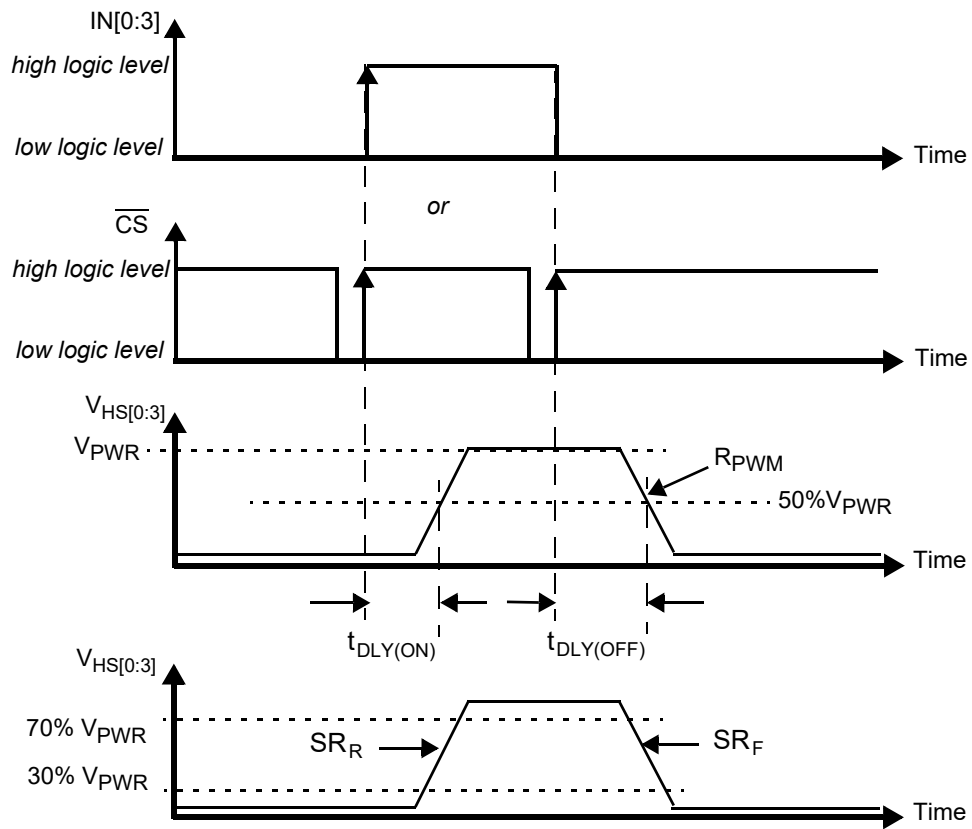 IN[0:3]
high logic level
low logic level
Time
or
CS
high logic level
low logic level
Time
VHS[0:3]
VPWR
RPWM
50%VPWR
Time
tDLY(ON)
tDLY(OFF)
VHS[0:3]
70% VPWR
SRR
SRF
30% VPWR
Time